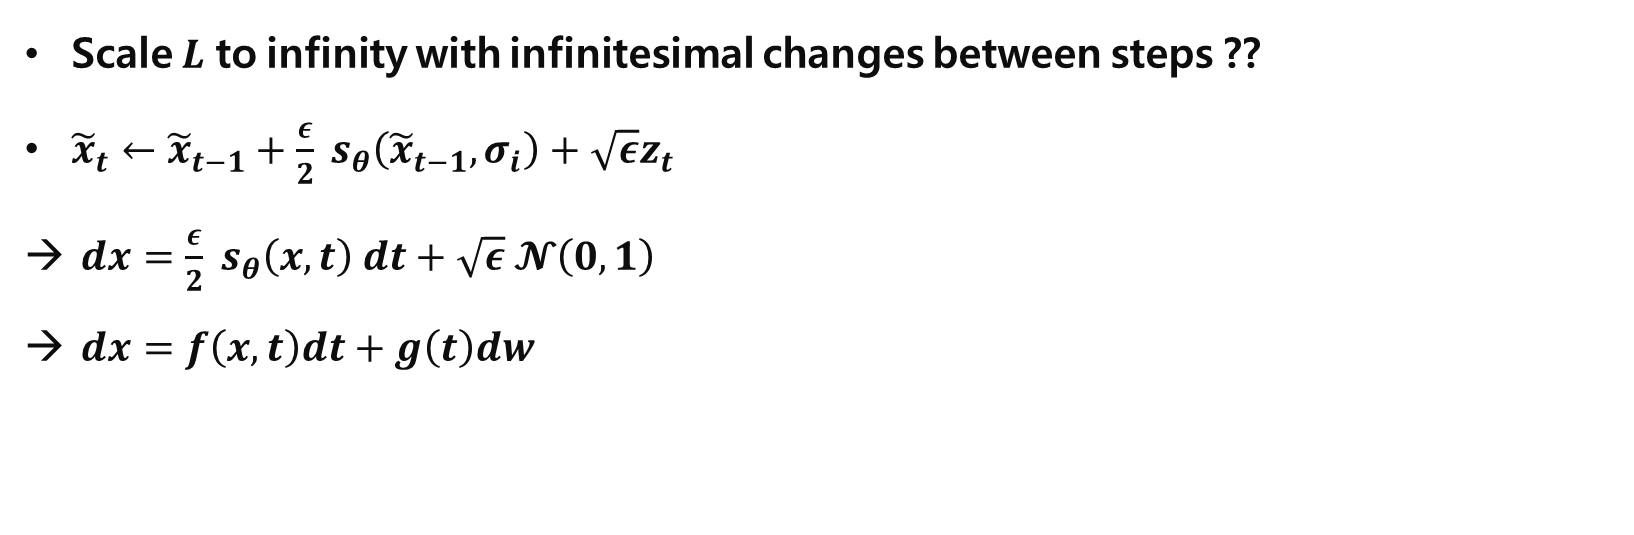 • Scale L to infinity with infinitesimal changes between steps ??
• x̃ₜ ← x̃ₜ₋₁ + ϵ/2 s_θ(x̃ₜ₋₁, σᵢ) + √ϵ zₜ
→ dx = ϵ/2 s_θ(x, t) dt + √ϵ 𝒩(0, 1)
→ dx = f(x, t)dt + g(t)dw